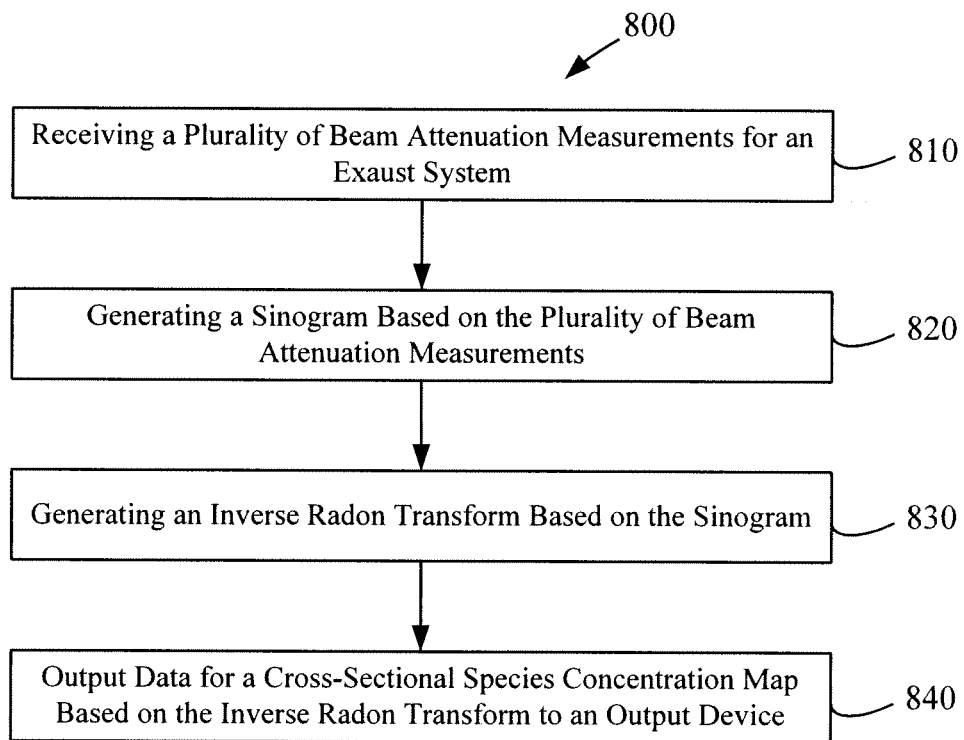 800
Receiving a Plurality of Beam Attenuation Measurements for an
Exaust System
810
Generating a Sinogram Based on the Plurality of Beam
Attenuation Measurements
820
Generating an Inverse Radon Transform Based on the Sinogram
830
Output Data for a Cross-Sectional Species Concentration Map
Based on the Inverse Radon Transform to an Output Device
840